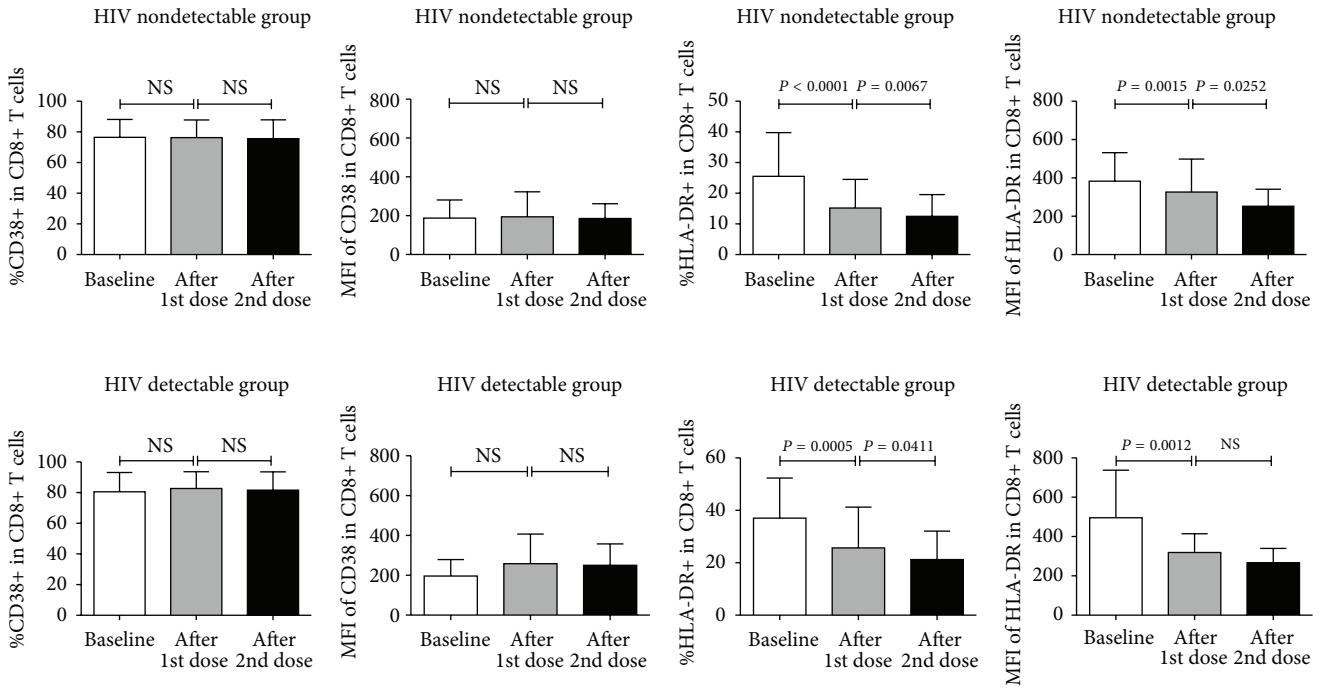 HIV nondetectable group
%CD38+ in CD8+ T cells
NS NS
100
80
60
40
20
0
Baseline After After
1st dose 2nd dose
HIV nondetectable group
MFI of CD38 in CD8+ T cells
NS NS
800
600
400
200
0
Baseline After After
1st dose 2nd dose
HIV nondetectable group
%HLA-DR+ in CD8+ T cells
P < 0.0001 P = 0.0067
50
40
30
20
10
0
Baseline After After
1st dose 2nd dose
HIV nondetectable group
MFI of HLA-DR in CD8+ T cells
P = 0.0015 P = 0.0252
800
600
400
200
0
Baseline After After
1st dose 2nd dose
HIV detectable group
%CD38+ in CD8+ T cells
NS NS
100
80
60
40
20
0
Baseline After After
1st dose 2nd dose
HIV detectable group
MFI of CD38 in CD8+ T cells
NS NS
800
600
400
200
0
Baseline After After
1st dose 2nd dose
HIV detectable group
%HLA-DR+ in CD8+ T cells
P = 0.0005 P = 0.0411
60
40
20
0
Baseline After After
1st dose 2nd dose
HIV detectable group
MFI of HLA-DR in CD8+ T cells
P = 0.0012 NS
800
600
400
200
0
Baseline After After
1st dose 2nd dose